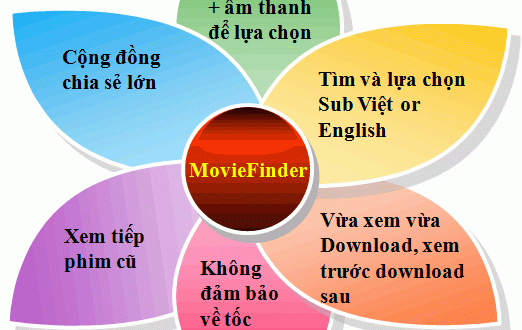 + âm thanh
để lựa chọn
Cộng đồng
chia sẻ lớn
Tìm và lựa chọn
Sub Việt or
English
MovieFinder
Xem tiếp
phim cũ
Không
đảm bảo
về tốc
Vừa xem vừa
Download, xem
trước download
sau